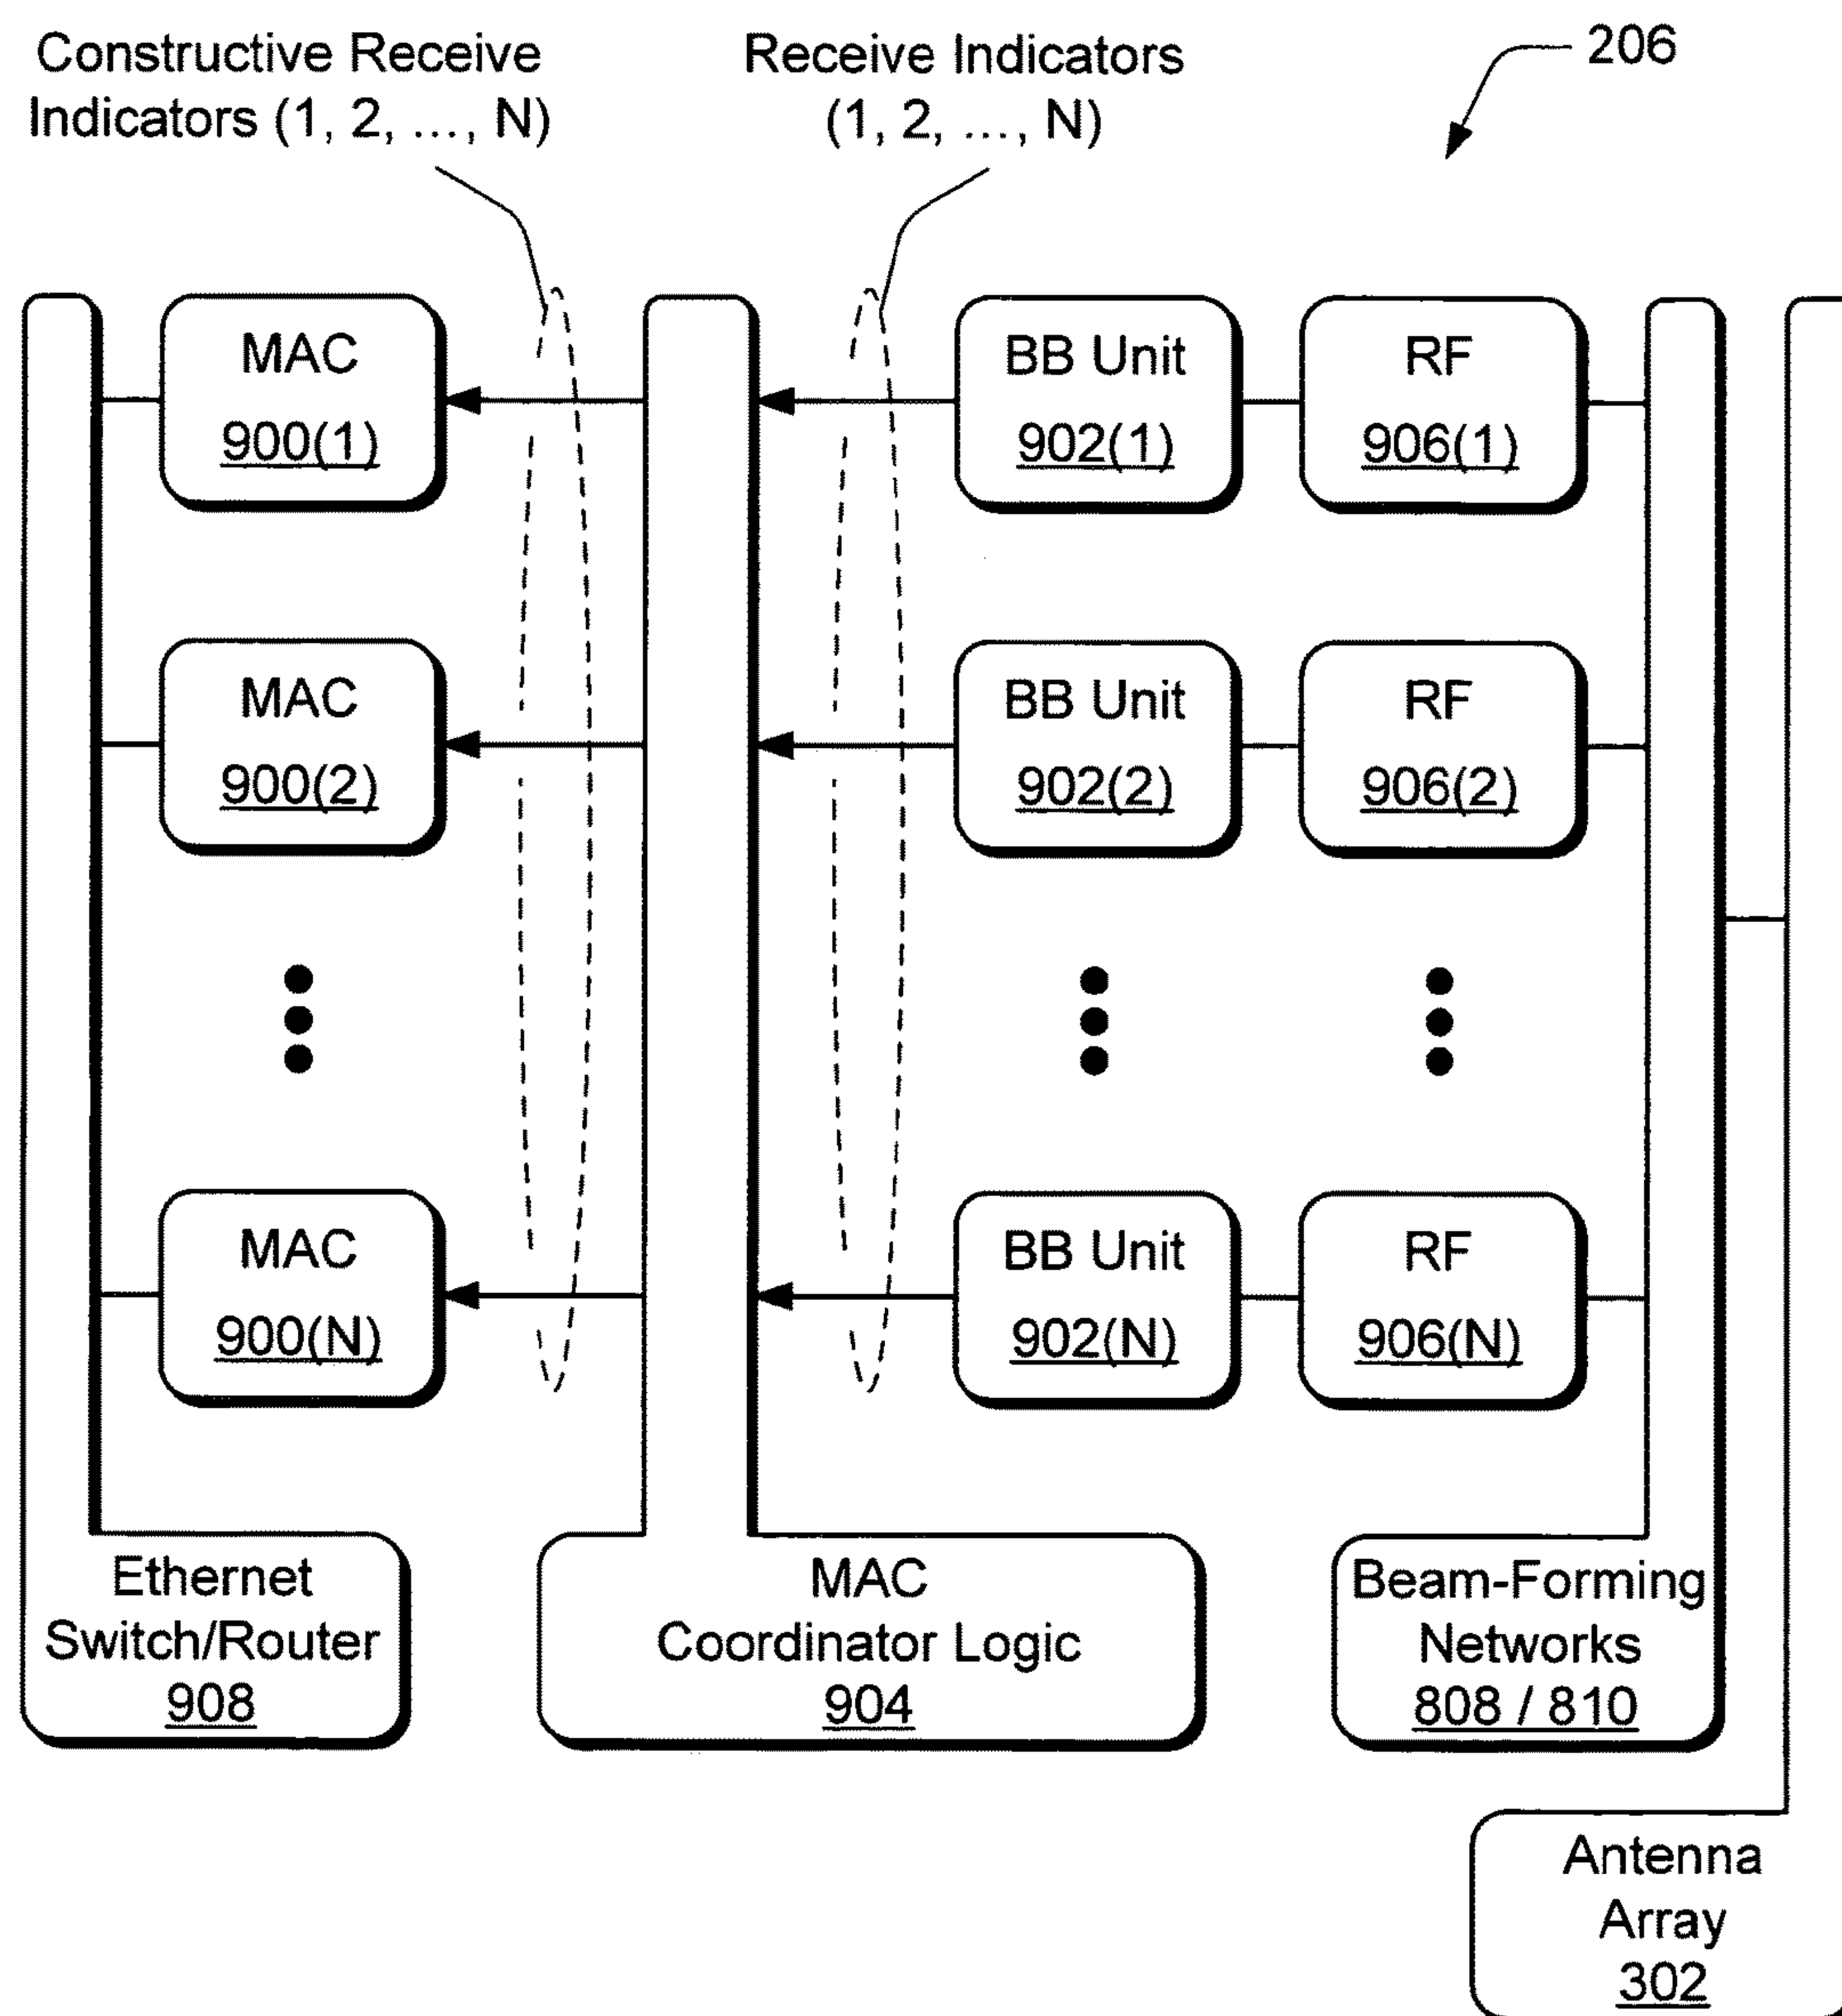 Constructive Receive
Indicators (1, 2, ..., N)
Receive Indicators
(1, 2, ..., N)
206
MAC
900(1)
BB Unit
902(1)
RF
906(1)
MAC
900(2)
BB Unit
902(2)
RF
906(2)
MAC
900(N)
BB Unit
902(N)
RF
906(N)
Ethernet
Switch/Router
908
MAC
Coordinator Logic
904
Beam-Forming
Networks
808 / 810
Antenna
Array
302